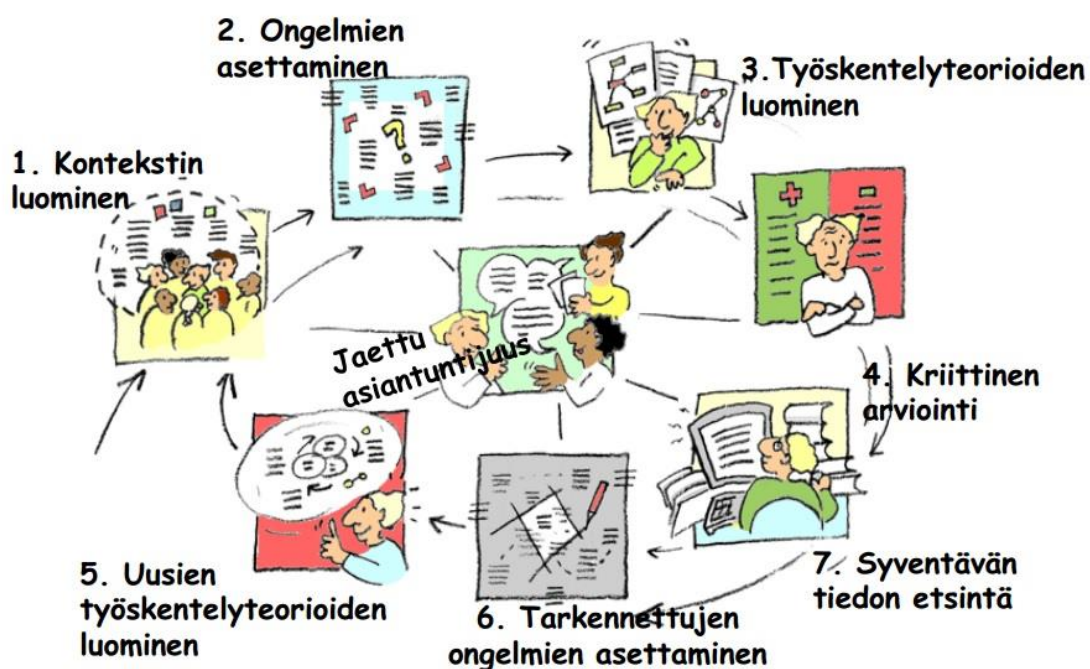 2. Ongelmien
asettaminen
3.Työskentelyteorioiden
luominen
1. Kontekstin
luominen
Jaettu
asiantuntijuus
4. Kriittinen
arviointi
5. Uusien
työskentelyteorioiden
luominen
6. Tarkennettujen
ongelmien asettaminen
7. Syventävän
tiedon etsintä